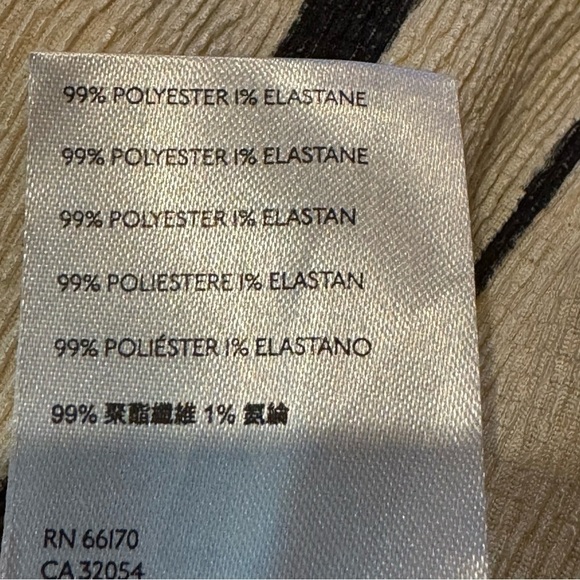 99% POLYESTER 1% ELASTANE
99% POLYESTER 1% ELASTANE
99% POLYESTER 1% ELASTAN
99% POLIESTERE 1% ELASTAN
99% POLIÉSTER 1% ELASTANO
99% 聚酯纖維 1% 氨綸
RN 66170
CA 32054